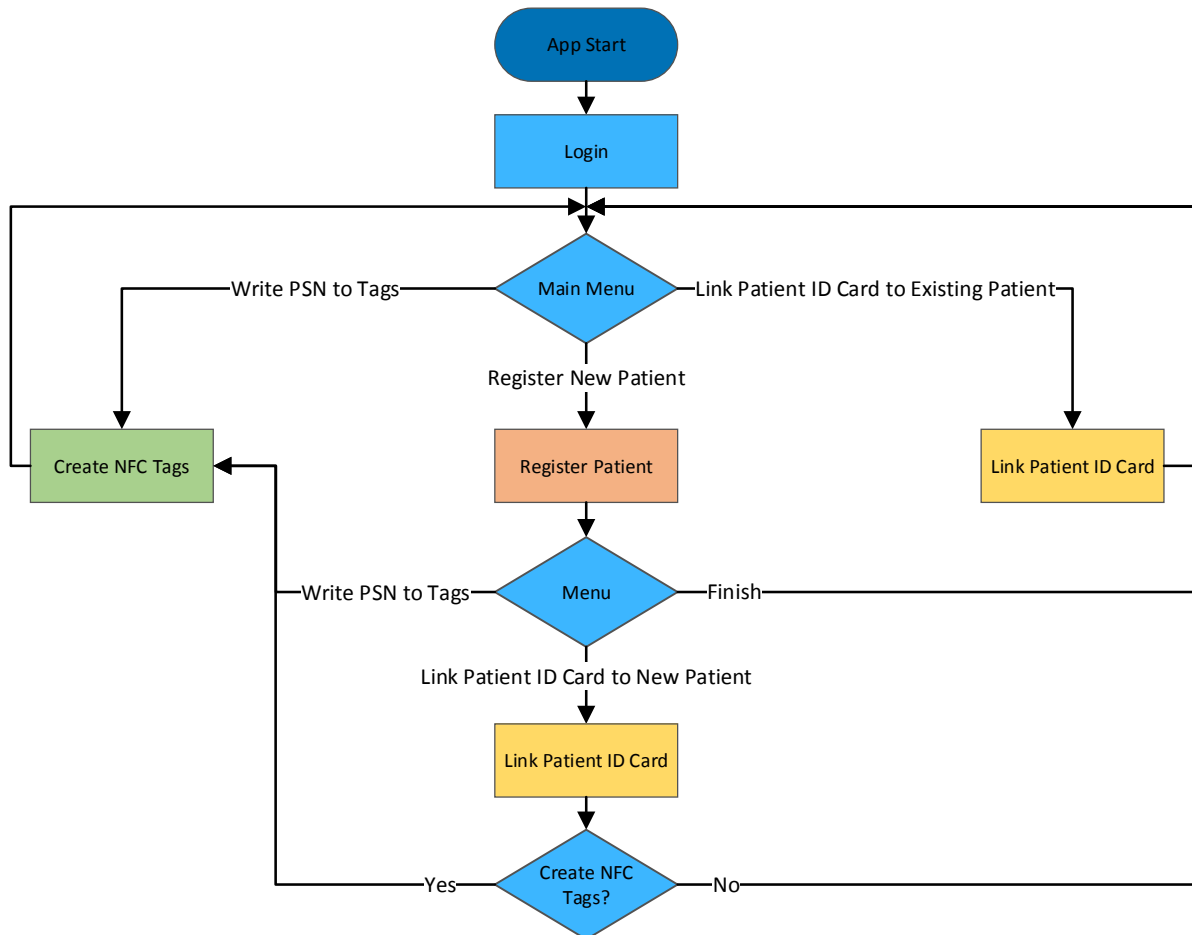 App Start
Login
Write PSN to Tags
Main Menu
Link Patient ID Card to Existing Patient
Register New Patient
Create NFC Tags
Register Patient
Link Patient ID Card
Write PSN to Tags
Menu
Finish
Link Patient ID Card to New Patient
Link Patient ID Card
Yes
Create NFC
Tags?
No